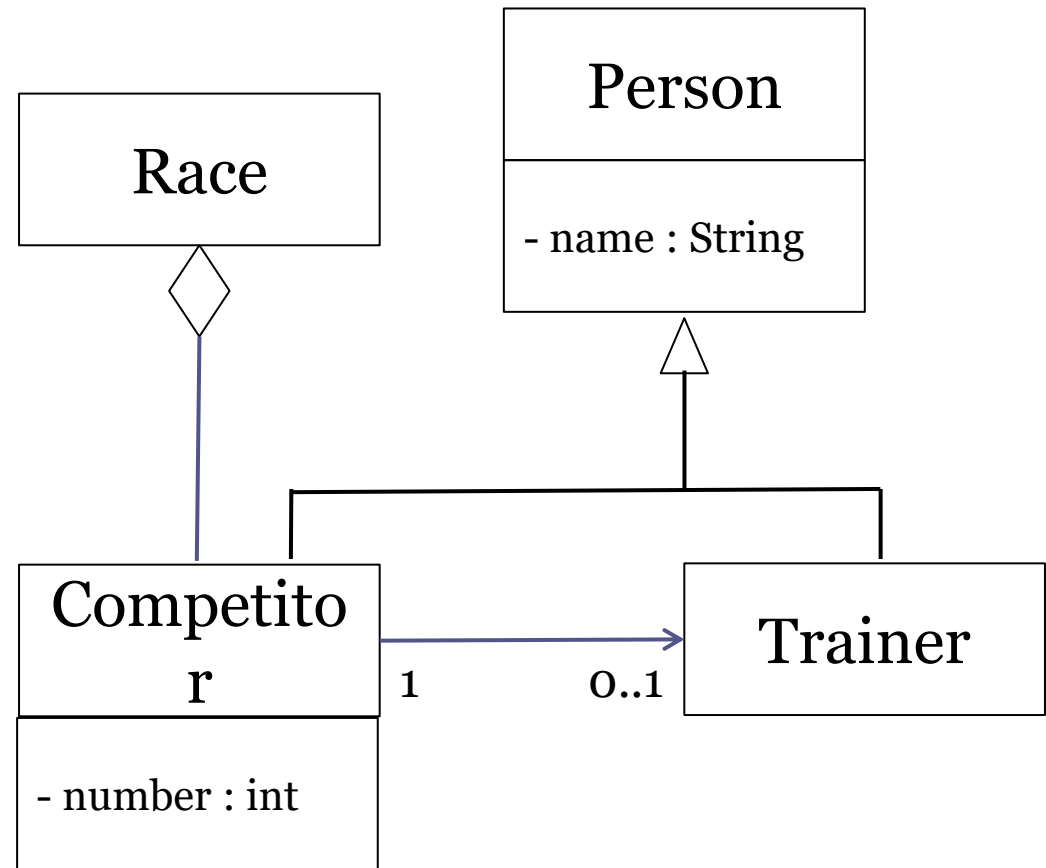 Person
Race
- name : String
Competito
r
Trainer
1
0..1
- number : int